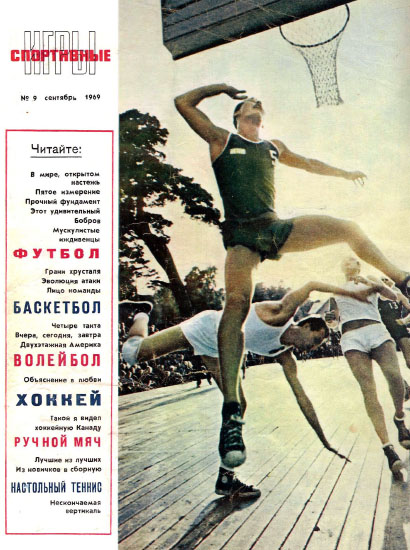 СПОРТИВНЫЕ
ИГРЫ
№ 9 сентябрь 1969
Читайте:
В мире, открытом
настежь
Пятое измерение
Прочный фундамент
Этот удивительный
Бобров
Мускулистые
иждивенцы
ФУТБОЛ
Грани хрусталя
Эволюция атаки
Лицо команды
БАСКЕТБОЛ
Четыре такта
Вчера, сегодня, завтра
Двухэтажная Америка
ВОЛЕЙБОЛ
Объяснение в любви
ХОККЕЙ
Такой я видел
хоккейную Канаду
РУЧНОЙ МЯЧ
Лучшие из лучших
Из новичков в сборную
НАСТОЛЬНЫЙ ТЕННИС
Нескончаемая
вертикаль